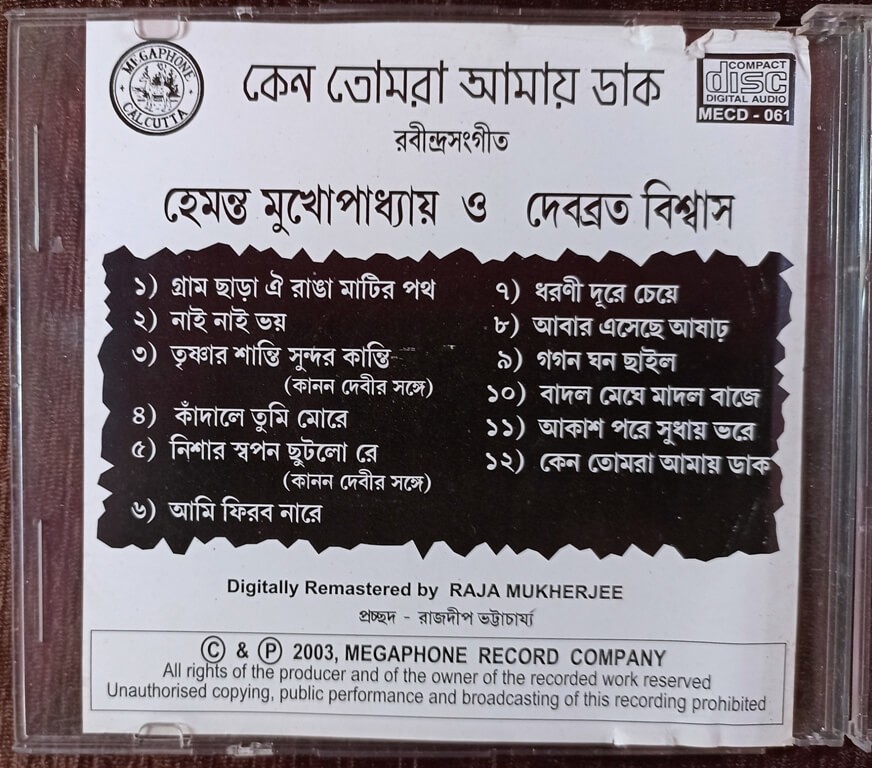 MEGAPHONE
CALCUTTA
কেন তোমরা আমায় ডাক
COMPACT
disc
DIGITAL AUDIO
MECD - 061
রবীন্দ্রসংগীত
হেমন্ত মুখোপাধ্যায় ও দেবব্রত বিশ্বাস
১) গ্রাম ছাড়া ঐ রাঙা মাটির পথ
২) নাই নাই ভয়
৩) তৃষ্ণার শান্তি সুন্দর কান্তি
(কানন দেবীর সঙ্গে)
৪) কাঁদালে তুমি মোরে
৫) নিশার স্বপন ছুটলো রে
(কানন দেবীর সঙ্গে)
৬) আমি ফিরব নারে
৭) ধরণী দূরে চেয়ে
৮) আবার এসেছে আষাঢ়
৯) গগন ঘন ছাইল
১০) বাদল মেঘে মাদল বাজে
১১) আকাশ পরে সুধায় ভরে
১২) কেন তোমরা আমায় ডাক
Digitally Remastered by RAJA MUKHERJEE
প্রচ্ছদ - রাজদীপ ভট্টাচার্য্য
Ⓒ & Ⓟ 2003, MEGAPHONE RECORD COMPANY
All rights of the producer and of the owner of the recorded work reserved
Unauthorised copying, public performance and broadcasting of this recording prohibited